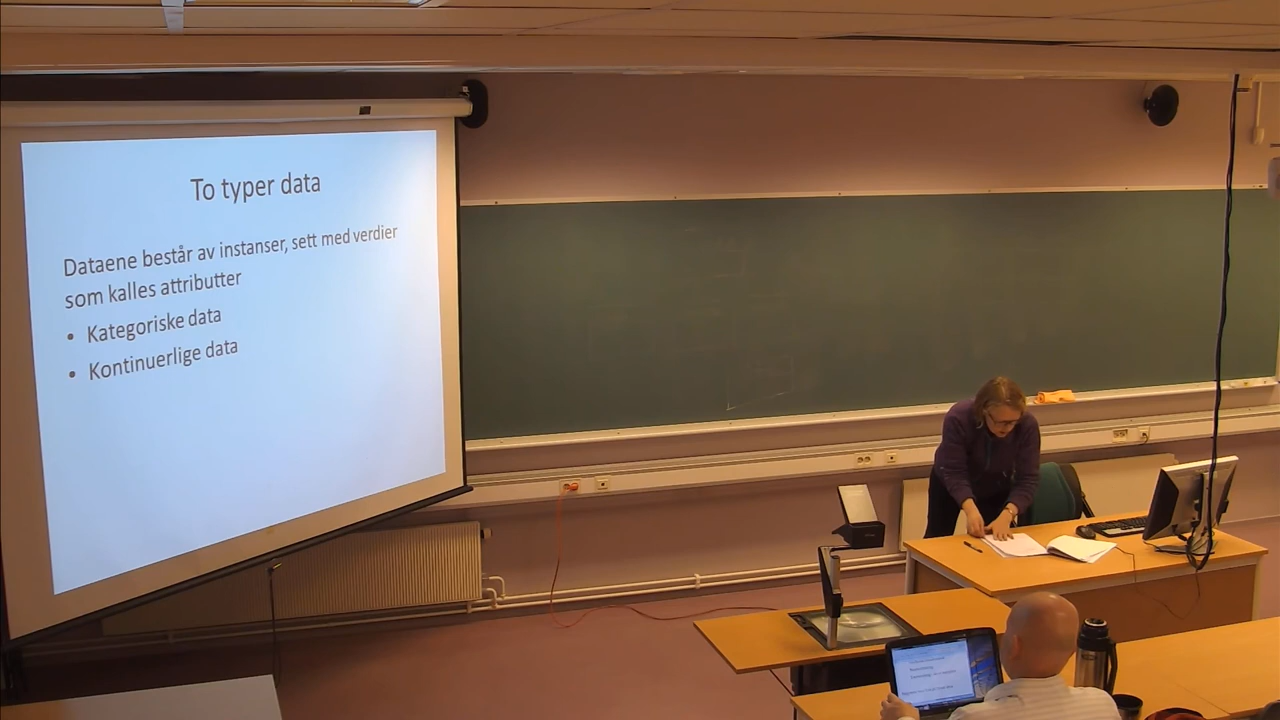 To typer data
Dataene består av instanser, sett med verdier
som kalles attributter
• Kategoriske data
• Kontinuerlige data